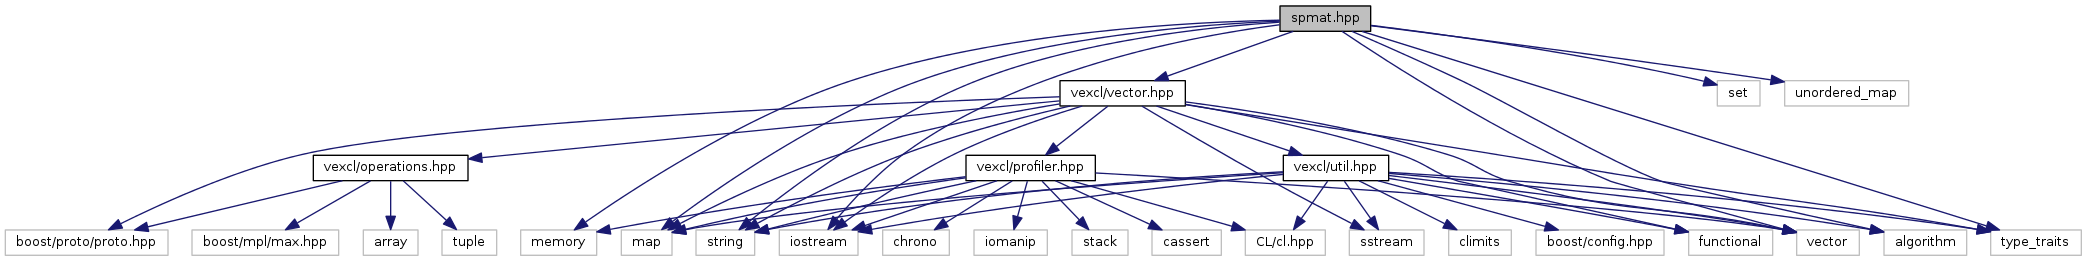 spmat.hpp
vexcl/vector.hpp
set
unordered_map
vexcl/operations.hpp
vexcl/profiler.hpp
vexcl/util.hpp
boost/proto/proto.hpp
boost/mpl/max.hpp
array
tuple
memory
map
string
iostream
chrono
iomanip
stack
cassert
CL/cl.hpp
sstream
climits
boost/config.hpp
functional
vector
algorithm
type_traits